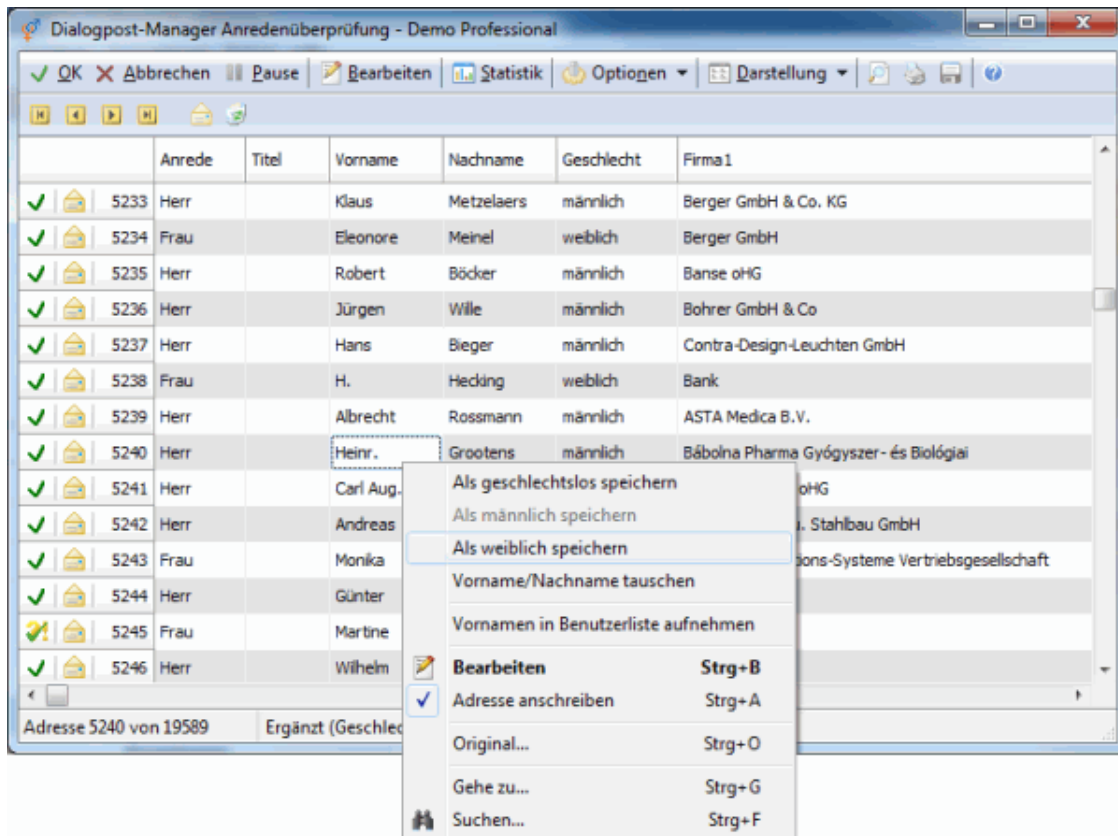 Dialogpost-Manager Anredenüberprüfung - Demo Professional
OK Abbrechen Pause Bearbeiten Statistik Optionen Darstellung
Anrede Titel Vorname Nachname Geschlecht Firma1
5233 Herr Klaus Metzelaers männlich Berger GmbH & Co. KG
5234 Frau Eleonore Meinel weiblich Berger GmbH
5235 Herr Robert Böcker männlich Banse oHG
5236 Herr Jürgen Wille männlich Bohrer GmbH & Co
5237 Herr Hans Bieger männlich Contra-Design-Leuchten GmbH
5238 Frau H. Hecking weiblich Bank
5239 Herr Albrecht Rossmann männlich ASTA Medica B.V.
5240 Herr Heinr. Grootens männlich Bábolna Pharma Gyógyszer- és Biológiai
5241 Herr Carl Aug. oHG
5242 Herr Andreas . Stahlbau GmbH
5243 Frau Monika ons-Systeme Vertriebsgesellschaft
5244 Herr Günter
5245 Frau Martine
5246 Herr Wilhelm
Adresse 5240 von 19589 Ergänzt (Geschlec
Als geschlechtslos speichern
Als männlich speichern
Als weiblich speichern
Vorname/Nachname tauschen
Vornamen in Benutzerliste aufnehmen
Bearbeiten Strg+B
Adresse anschreiben Strg+A
Original... Strg+O
Gehe zu... Strg+G
Suchen... Strg+F